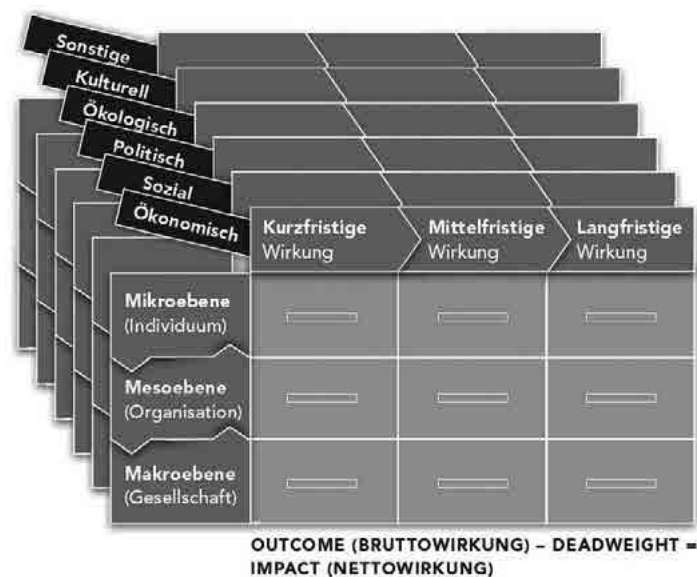 Sonstige
Kulturell
Ökologisch
Politisch
Sozial
Ökonomisch
Kurzfristige
Wirkung
Mittelfristige
Wirkung
Langfristige
Wirkung
Mikroebene
(Individuum)
Mesoebene
(Organisation)
Makroebene
(Gesellschaft)
OUTCOME (BRUTTOWIRKUNG) – DEADWEIGHT =
IMPACT (NETTOWIRKUNG)